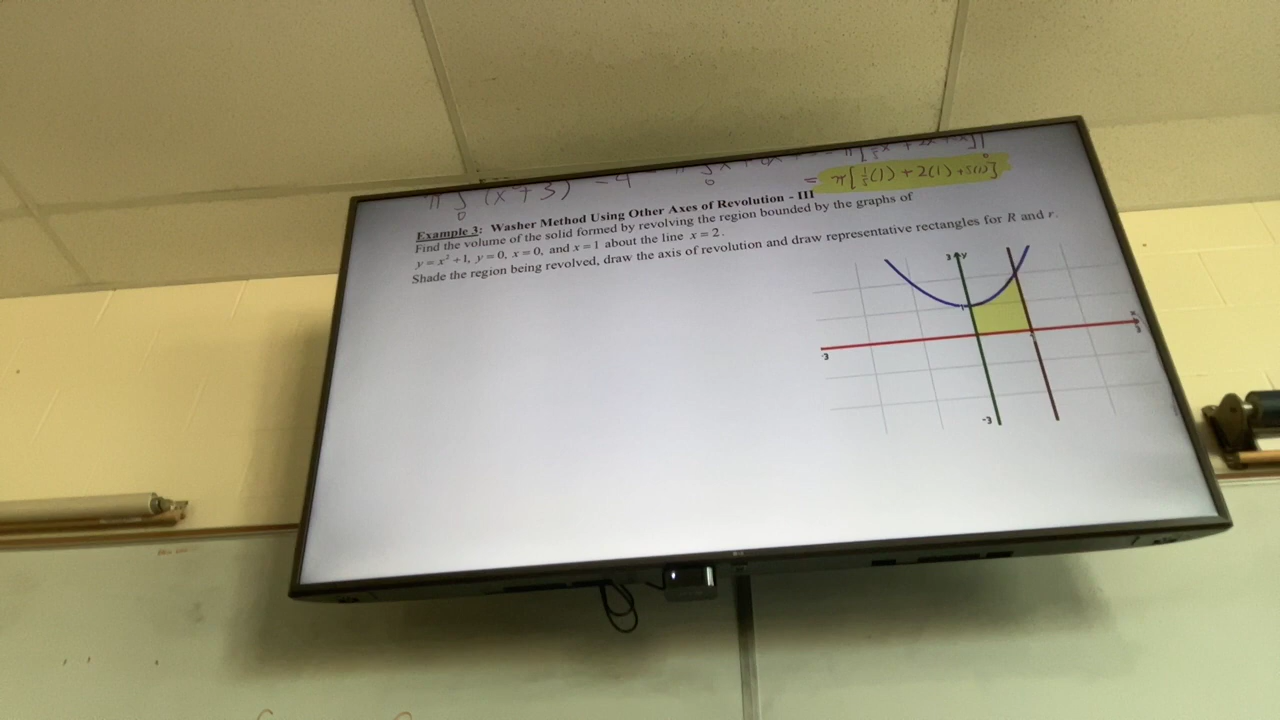 = π[⅕(1) + 2(1) + 5(1)]
Example 3: Washer Method Using Other Axes of Revolution - III
Find the volume of the solid formed by revolving the region bounded by the graphs of
y = x² + 1, y = 0, x = 0, and x = 1 about the line x = 2.
Shade the region being revolved, draw the axis of revolution and draw representative rectangles for R and r.
3 y
1
x
-3 3
-3